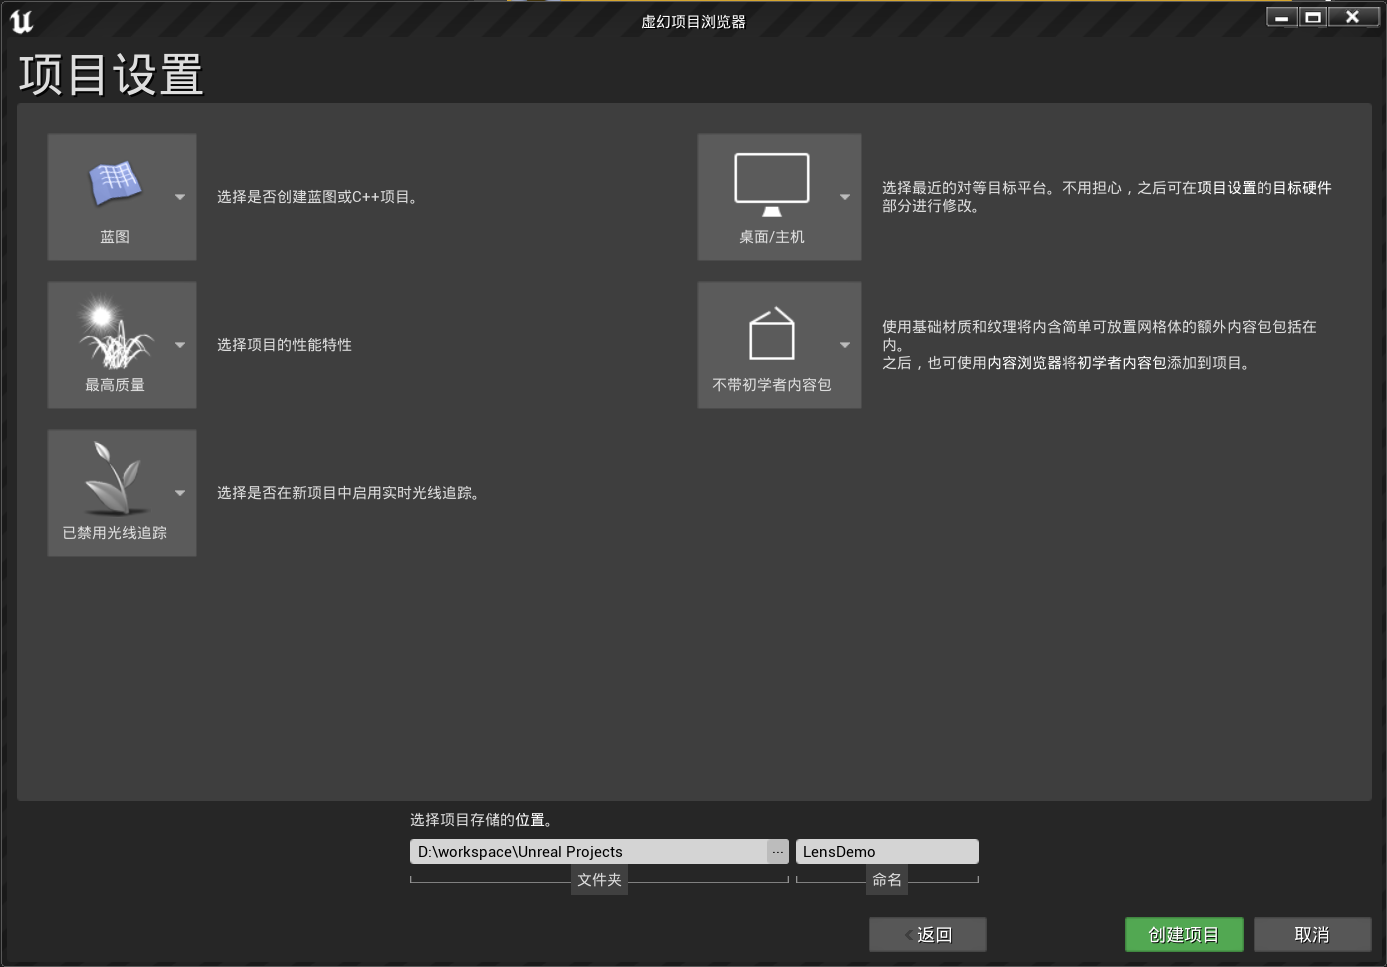 虚幻项目浏览器
项目设置
蓝图
选择是否创建蓝图或C++项目。
桌面/主机
选择最近的对等目标平台。不用担心，之后可在项目设置的目标硬件
部分进行修改。
最高质量
选择项目的性能特性
不带初学者内容包
使用基础材质和纹理将内含简单可放置网格体的额外内容包包括在
内。
之后，也可使用内容浏览器将初学者内容包添加到项目。
已禁用光线追踪
选择是否在新项目中启用实时光线追踪。
选择项目存储的位置。
D:\workspace\Unreal Projects
...
LensDemo
文件夹
命名
返回
创建项目
取消